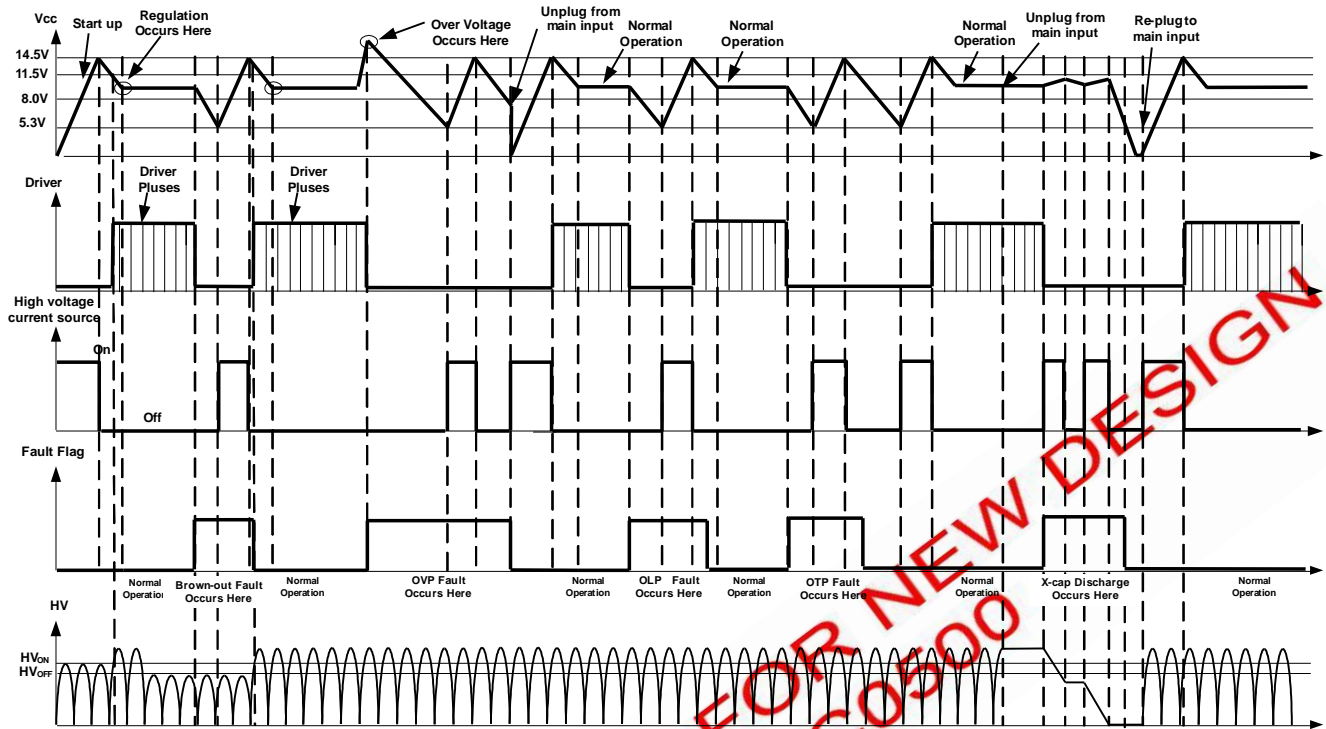 Vcc
Start up
Regulation
Occurs Here
Over Voltage
Occurs Here
Unplug from
main input
Normal
Operation
Normal
Operation
Normal
Operation
Unplug from
main input
Re-plug to
main input
14.5V
11.5V
8.0V
5.3V
Driver
Driver
Pluses
Driver
Pluses
High voltage
current source
On
Off
Fault Flag
Normal
Operation
Brown-out Fault
Occurs Here
Normal
Operation
OVP Fault
Occurs Here
Normal
Operation
OLP Fault
Occurs Here
Normal
Operation
OTP Fault
Occurs Here
Normal
Operation
X-cap Discharge
Occurs Here
Normal
Operation
HV
HVON
HVOFF
FOR NEW DESIGN